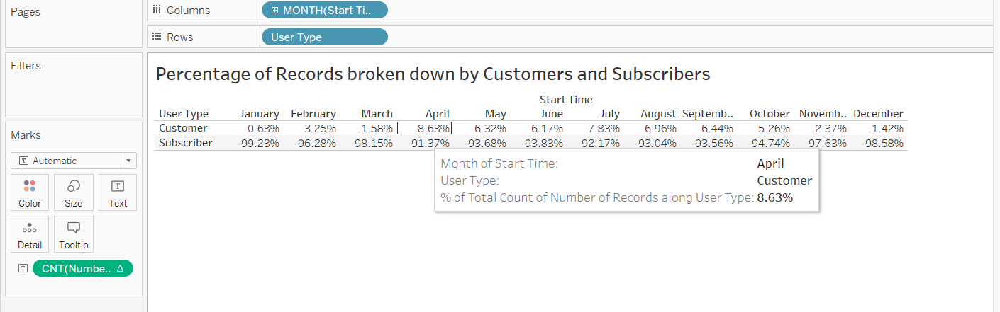 Pages
Columns
MONTH(Start Ti..
Rows
User Type
Filters
Marks
Automatic
Color
Size
Text
Detail
Tooltip
CNT(Numbe.. Δ
Percentage of Records broken down by Customers and Subscribers
Start Time
User Type January February March April May June July August Septemb.. October Novemb.. December
Customer 0.63% 3.25% 1.58% 8.63% 6.32% 6.17% 7.83% 6.96% 6.44% 5.26% 2.37% 1.42%
Subscriber 99.23% 96.28% 98.15% 91.37% 93.68% 93.83% 92.17% 93.04% 93.56% 94.74% 97.63% 98.58%
Month of Start Time: April
User Type: Customer
% of Total Count of Number of Records along User Type: 8.63%